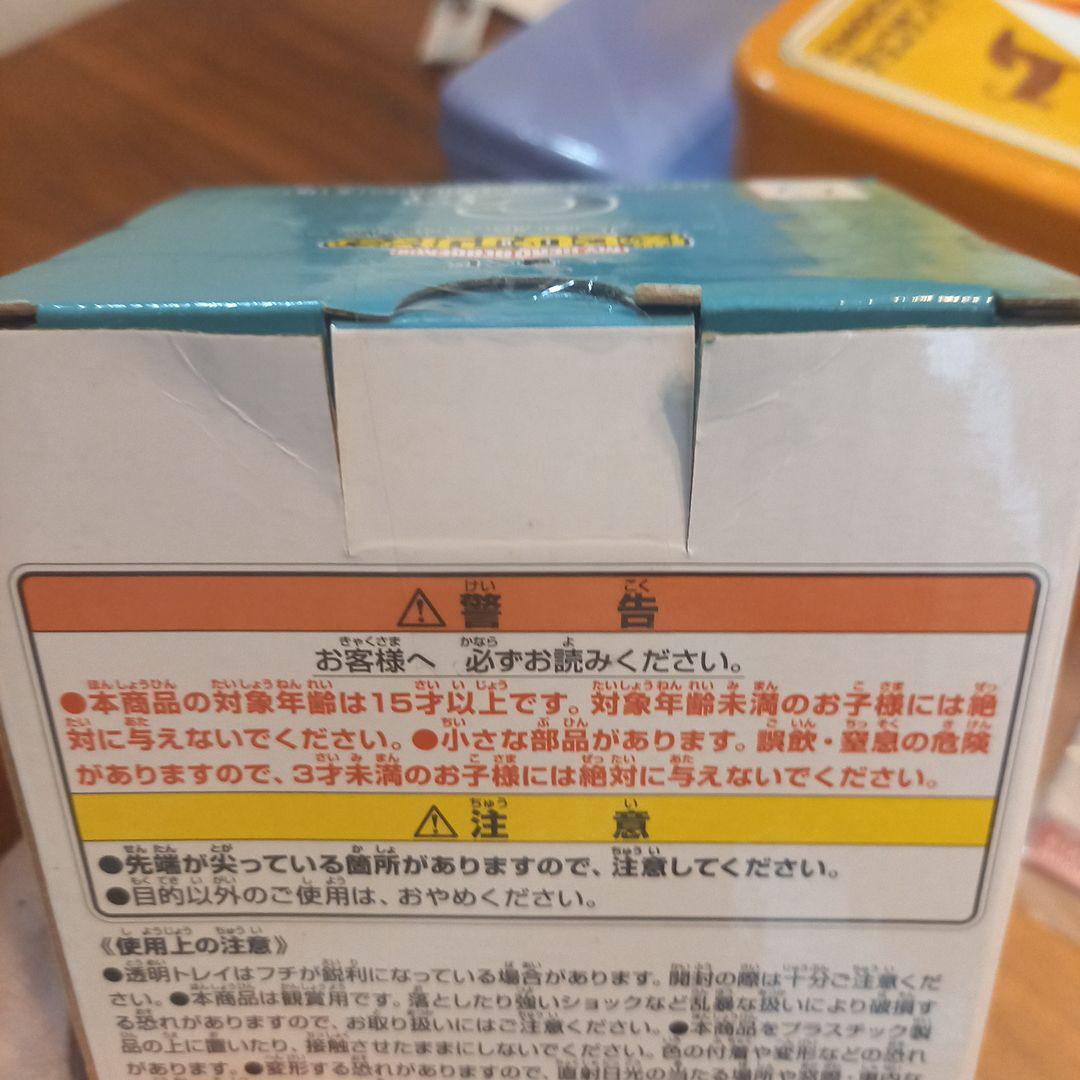 警告
お客様へ 必ずお読みください。
●本商品の対象年齢は15才以上です。対象年齢未満のお子様には絶
対に与えないでください。●小さな部品があります。誤飲・窒息の危険
がありますので、3才未満のお子様には絶対に与えないでください。
注意
●先端が尖っている箇所がありますので、注意してください。
●目的以外のご使用は、おやめください。
《使用上の注意》
●透明トレイはフチが鋭利になっている場合があります。開封の際は十分ご注意くだ
さい。●本商品は観賞用です。落としたり強いショックなど乱暴な扱いにより破損す
る恐れがありますので、お取り扱いにはご注意ください。●本商品をプラスチック製
品の上に置いたり、接触させたままにしないでください。色の付着や変形などの恐れ
があります。●変形する恐れがありますので、直射日光の当たる場所や窓際・車内な